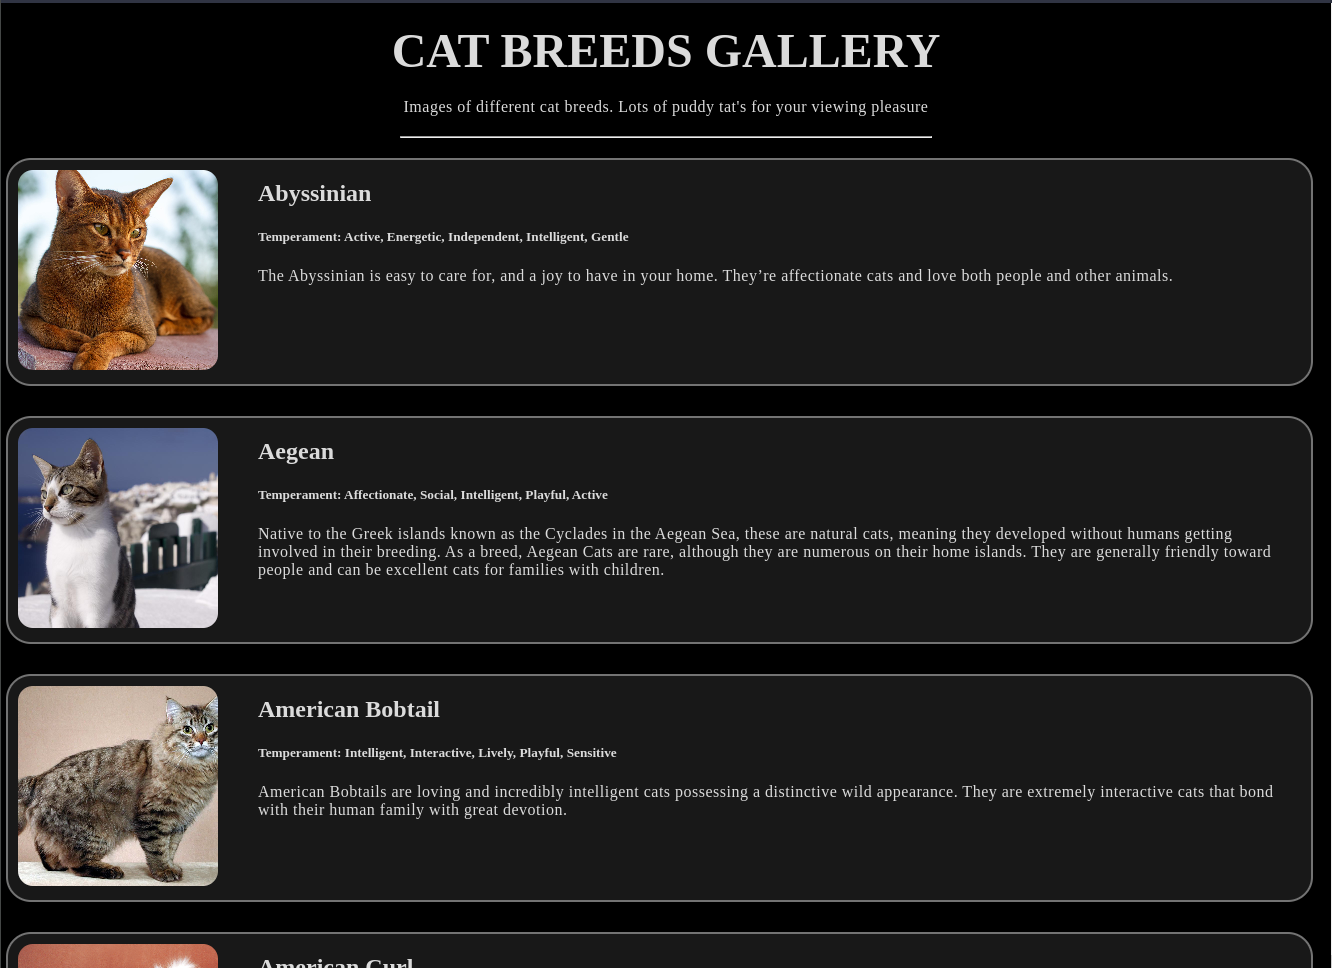 CAT BREEDS GALLERY
Images of different cat breeds. Lots of puddy tat's for your viewing pleasure
Abyssinian
Temperament: Active, Energetic, Independent, Intelligent, Gentle
The Abyssinian is easy to care for, and a joy to have in your home. They’re affectionate cats and love both people and other animals.
Aegean
Temperament: Affectionate, Social, Intelligent, Playful, Active
Native to the Greek islands known as the Cyclades in the Aegean Sea, these are natural cats, meaning they developed without humans getting
involved in their breeding. As a breed, Aegean Cats are rare, although they are numerous on their home islands. They are generally friendly toward
people and can be excellent cats for families with children.
American Bobtail
Temperament: Intelligent, Interactive, Lively, Playful, Sensitive
American Bobtails are loving and incredibly intelligent cats possessing a distinctive wild appearance. They are extremely interactive cats that bond
with their human family with great devotion.
American Curl